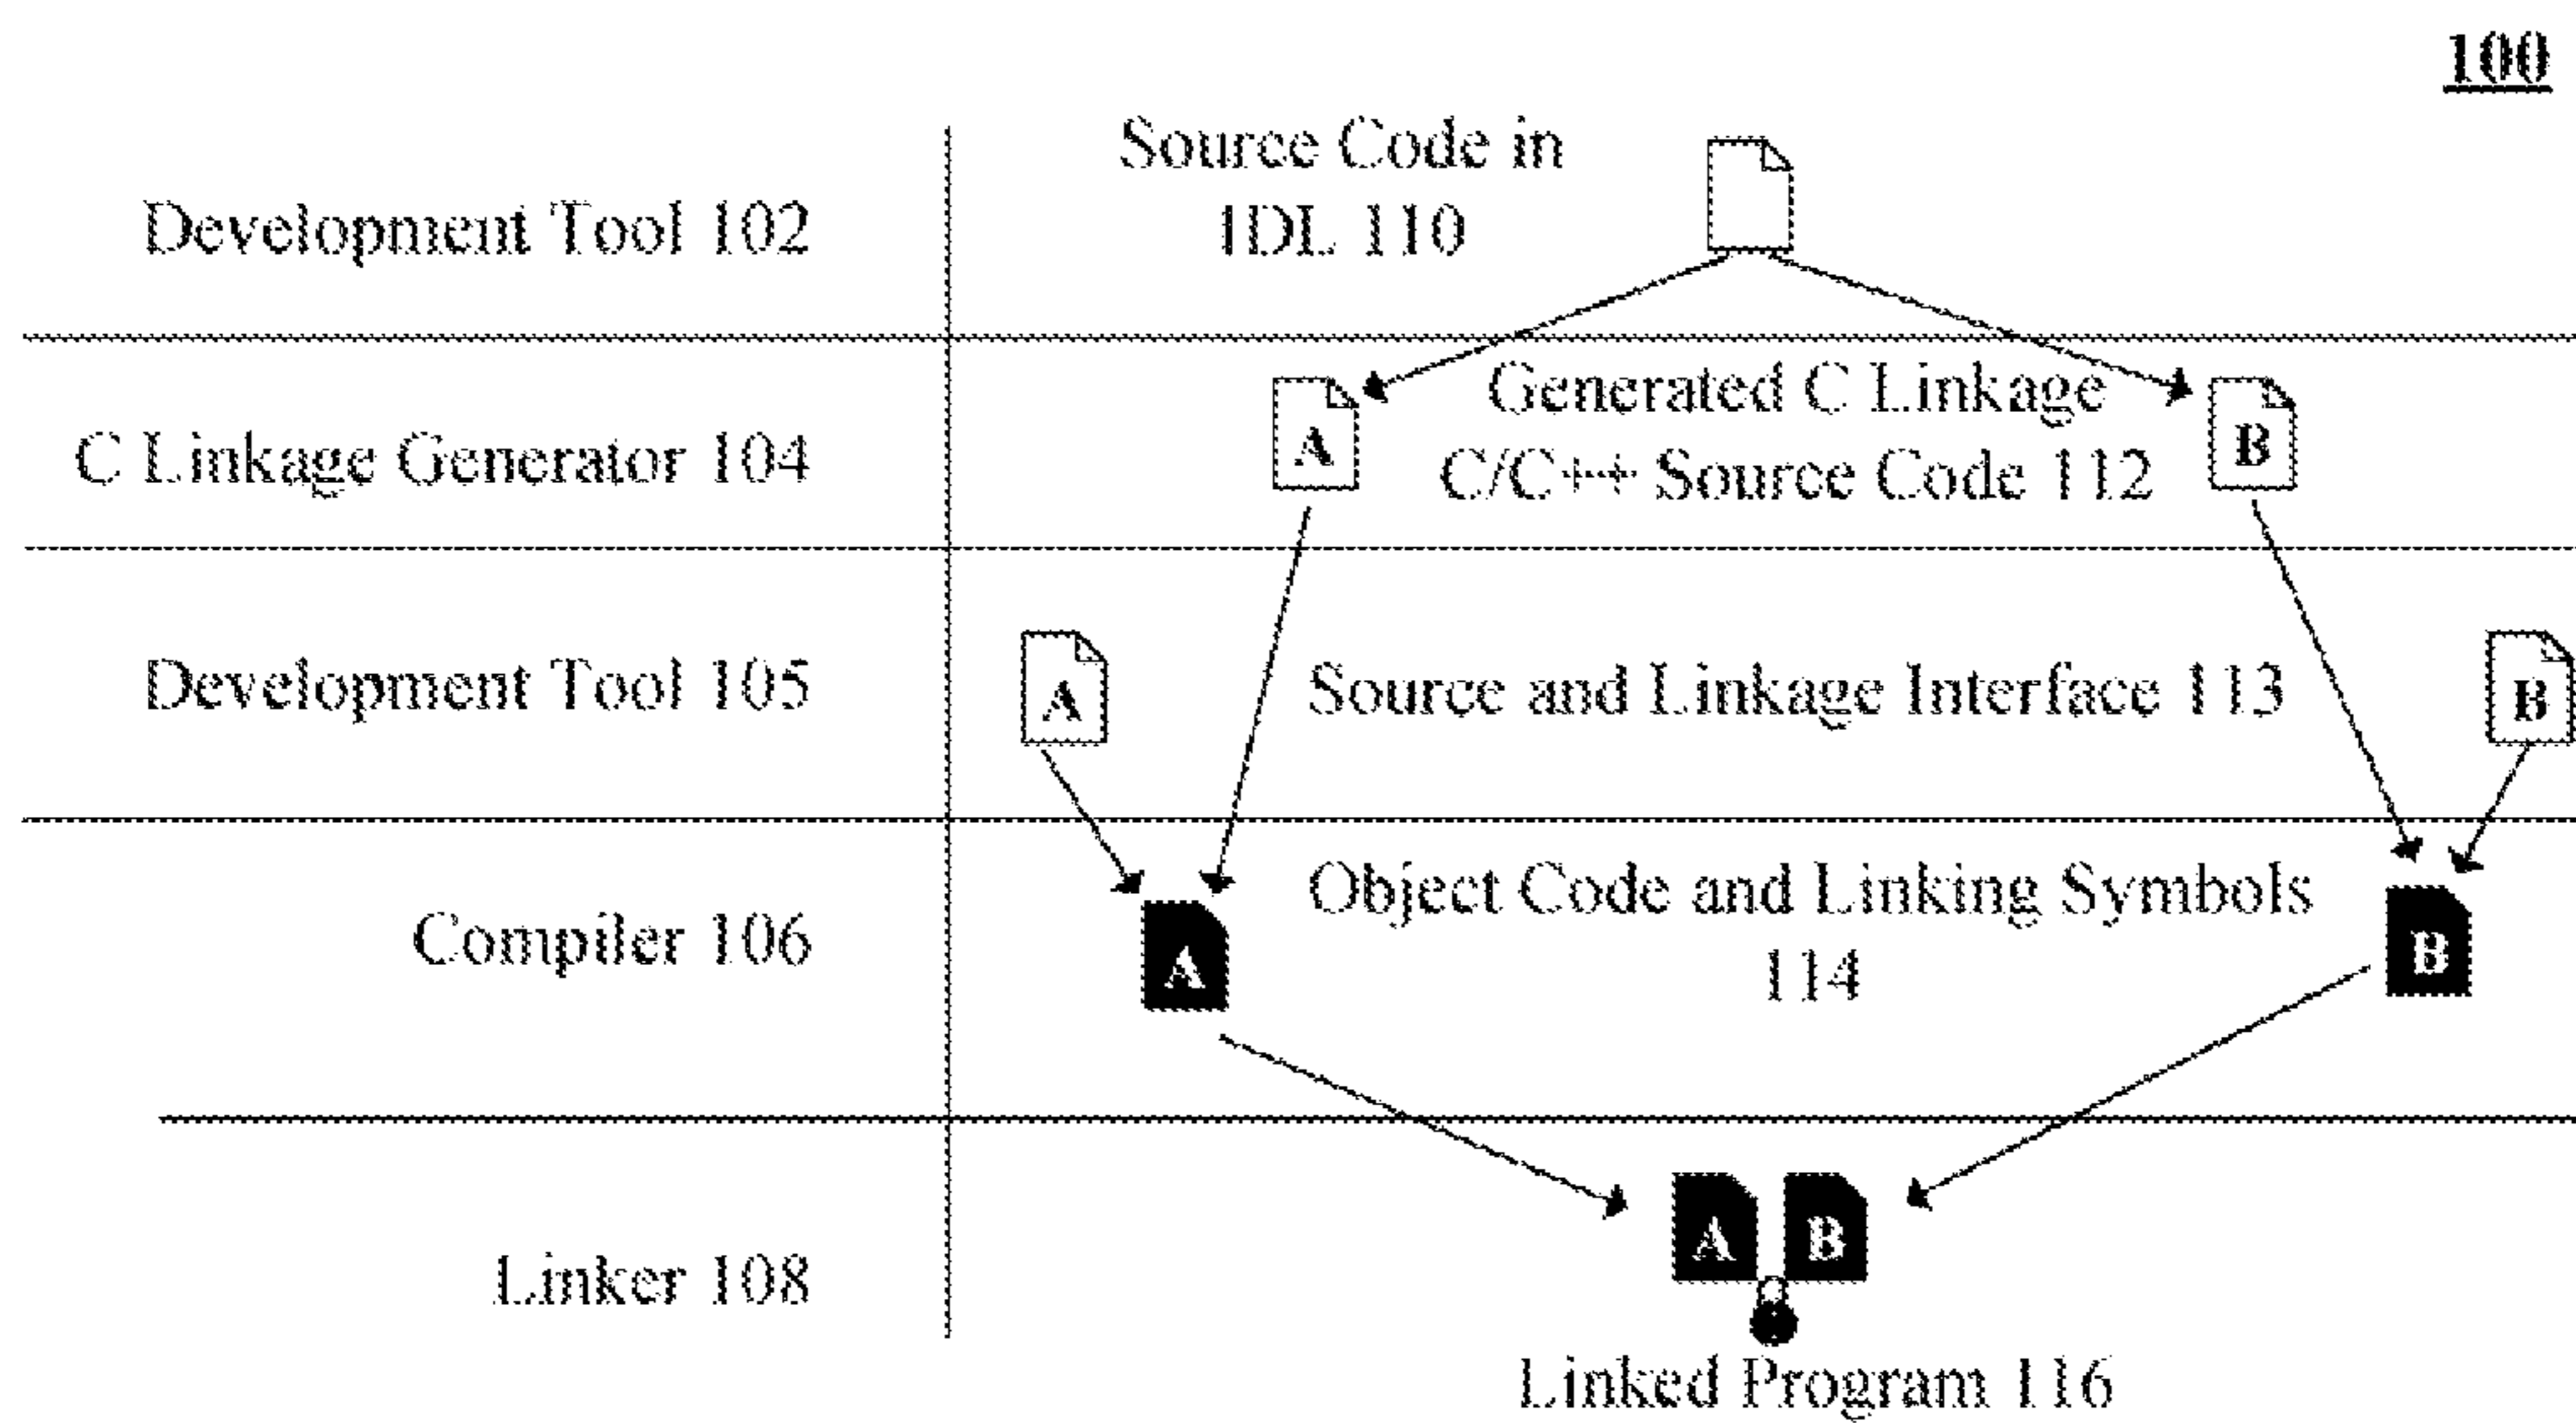 100
Source Code in
IDL 110
Development Tool 102
Generated C Linkage
C/C++ Source Code 112
A
B
C Linkage Generator 104
Development Tool 105
A
Source and Linkage Interface 113
B
Object Code and Linking Symbols
114
Compiler 106
A
B
A B
Linker 108
Linked Program 116